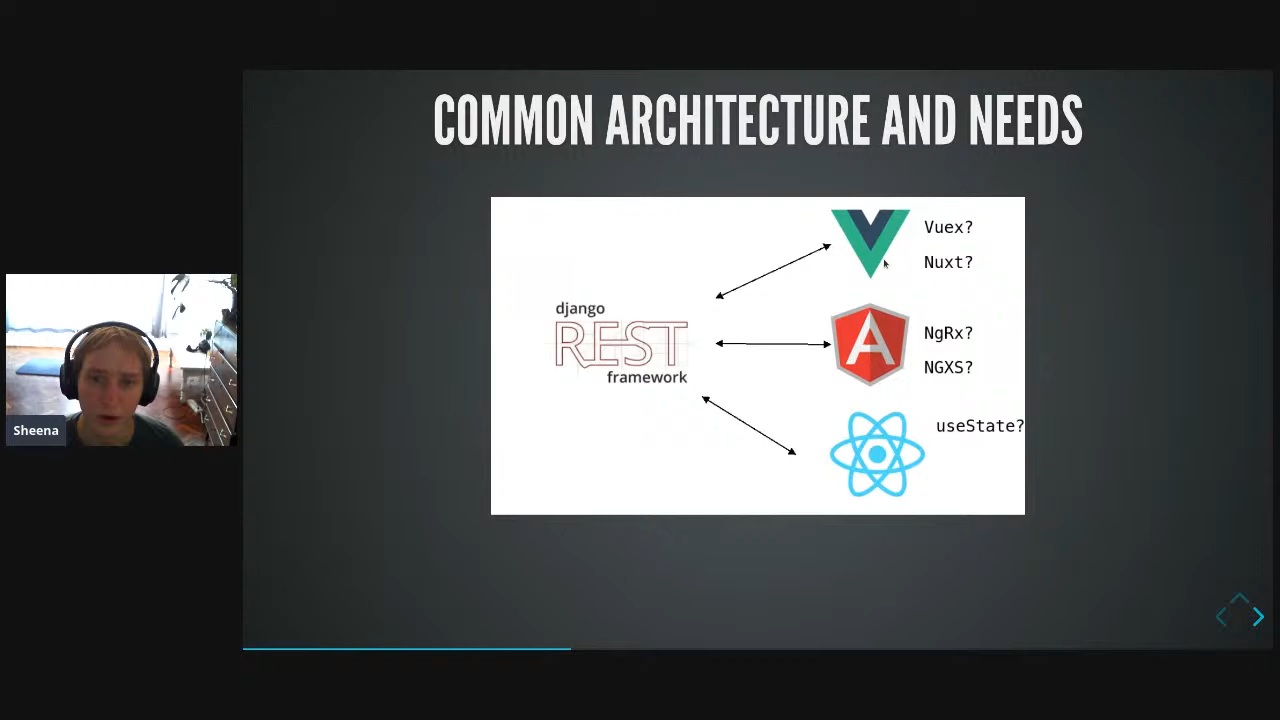 COMMON ARCHITECTURE AND NEEDS
Vuex?
Nuxt?
django
REST
framework
NgRx?
NGXS?
useState?
Sheena